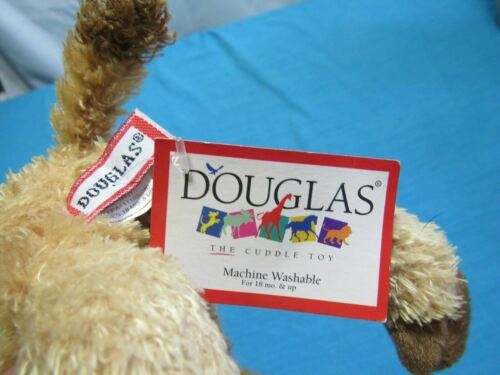 DOUGLAS®
DOUGLAS®
THE CUDDLE TOY
Machine Washable
For 18 mo. & up